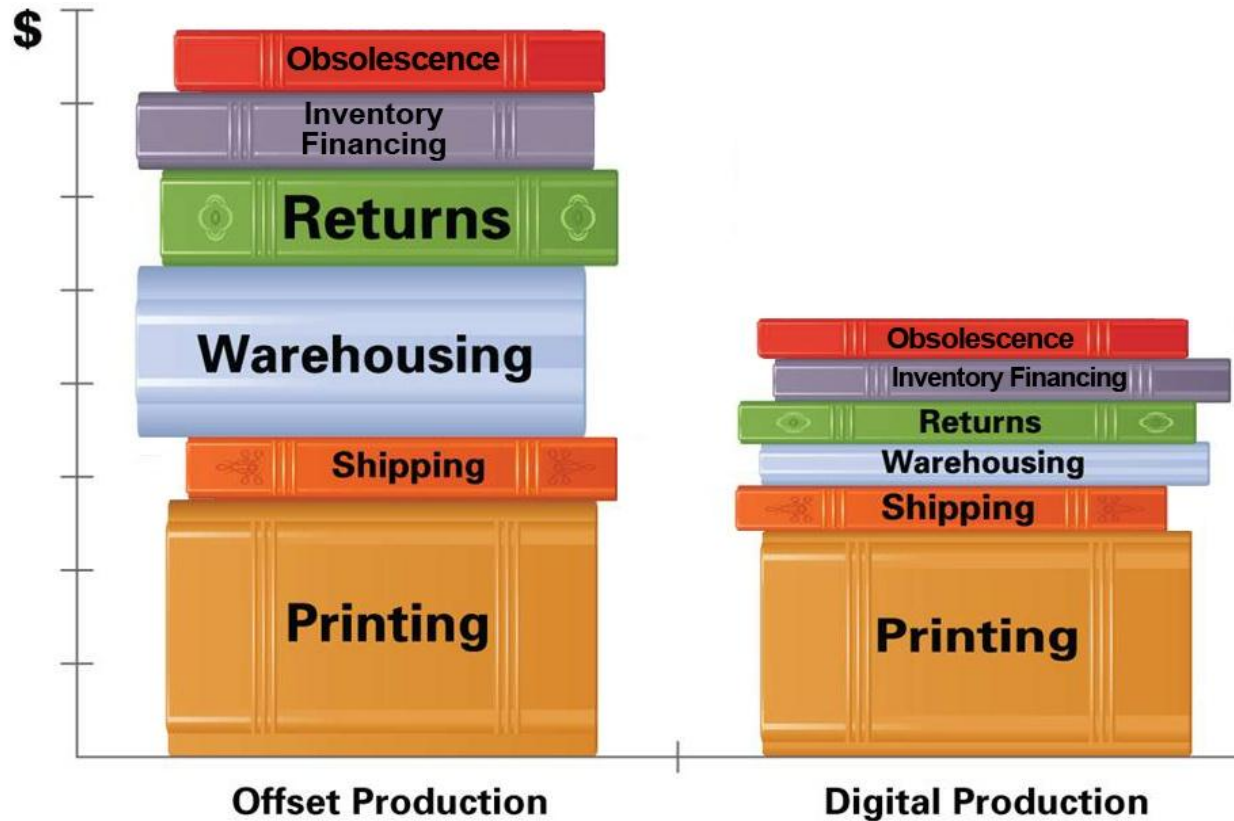 $
Obsolescence
Inventory
Financing
Returns
Warehousing
Shipping
Printing
Offset Production
Obsolescence
Inventory Financing
Returns
Warehousing
Shipping
Printing
Digital Production